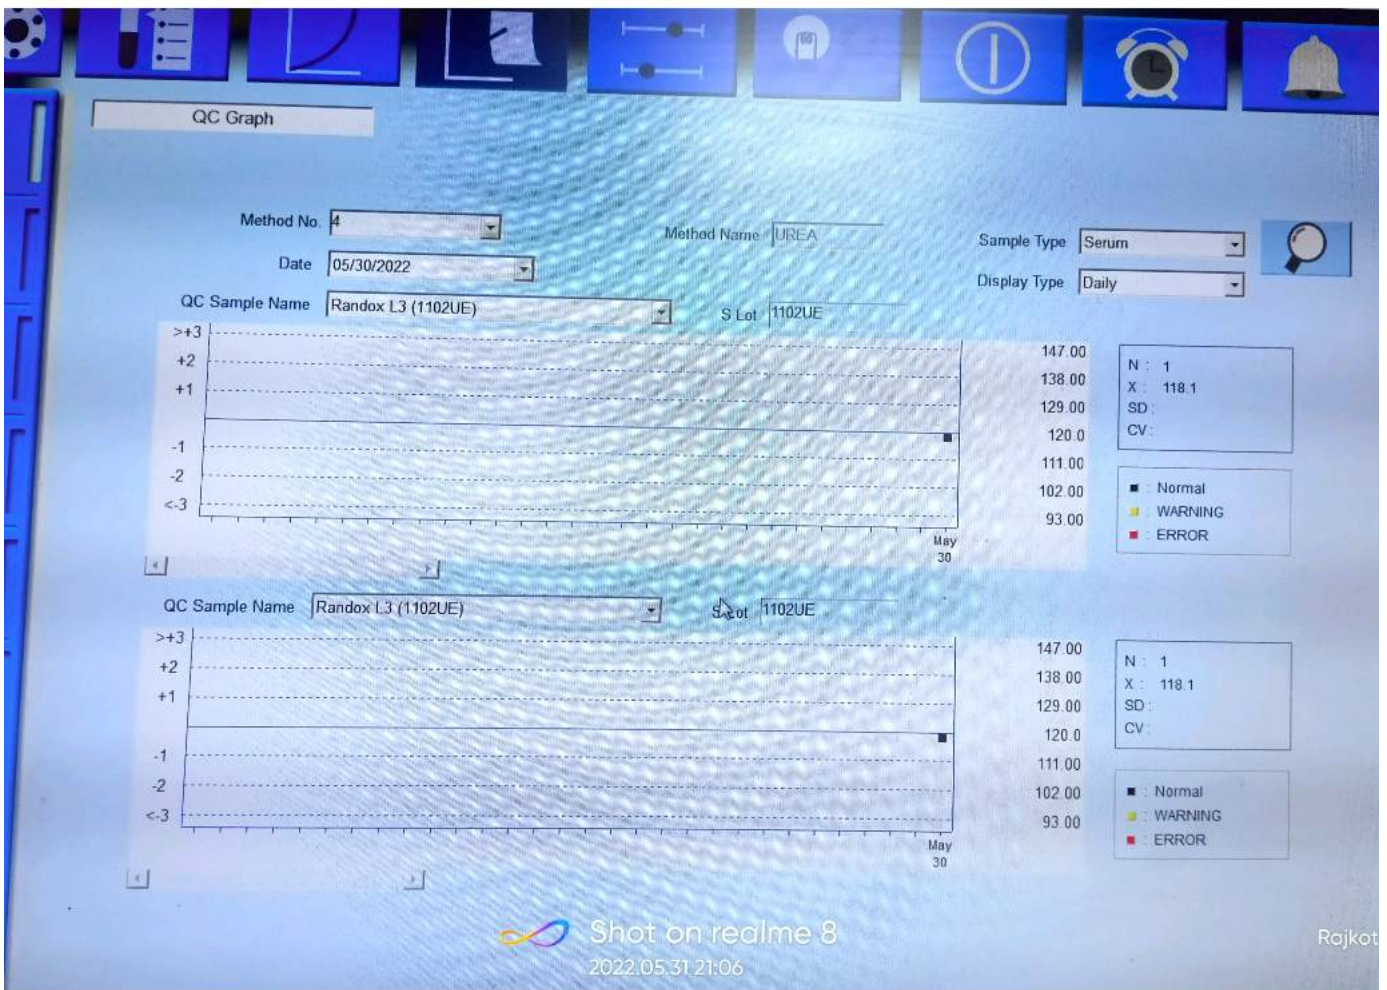 QC Graph
Method No. 4
Method Name UREA
Sample Type Serum
Date 05/30/2022
Display Type Daily
QC Sample Name Randox L3 (1102UE)
S Lot 1102UE
>+3
+2
+1
-1
-2
<-3
147.00
138.00
129.00
120.0
111.00
102.00
93.00
N : 1
X : 118.1
SD :
CV :
■ : Normal
■ : WARNING
■ : ERROR
May
30
QC Sample Name Randox L3 (1102UE)
S Lot 1102UE
>+3
+2
+1
-1
-2
<-3
147.00
138.00
129.00
120.0
111.00
102.00
93.00
N : 1
X : 118.1
SD :
CV :
■ : Normal
■ : WARNING
■ : ERROR
May
30
Shot on realme 8
2022.05.31 21:06
Rajkot